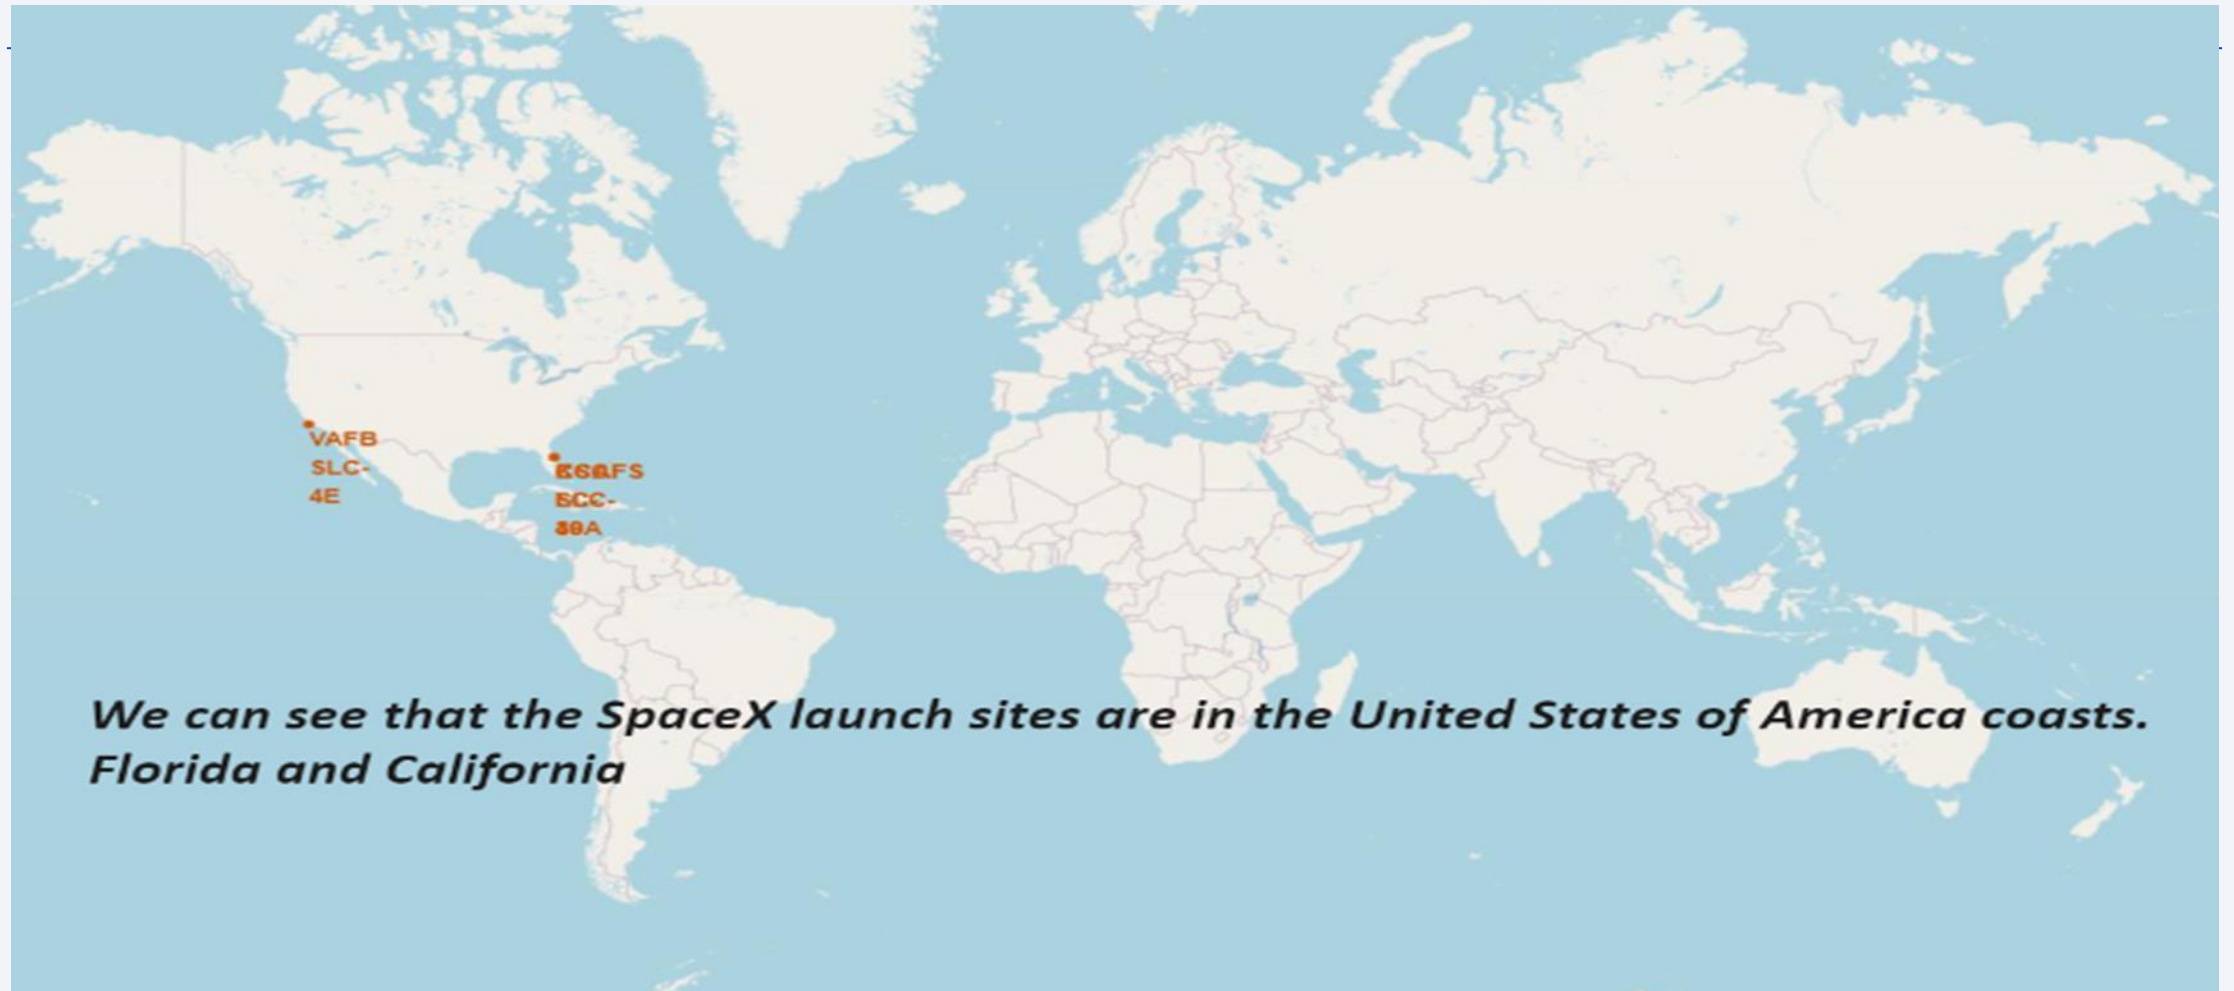 VAFB
SLC-
4E
We can see that the SpaceX launch sites are in the United States of America coasts.
Florida and California